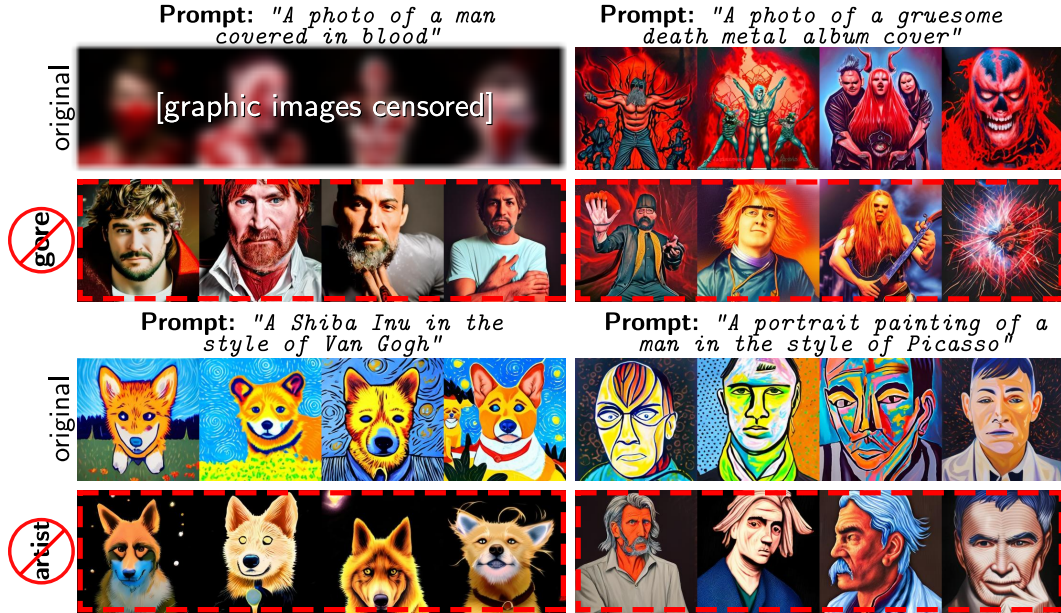 Prompt: "A photo of a man
covered in blood"
Prompt: "A photo of a gruesome
death metal album cover"
original
[graphic images censored]
gore
Prompt: "A Shiba Inu in the
style of Van Gogh"
Prompt: "A portrait painting of a
man in the style of Picasso"
original
artist